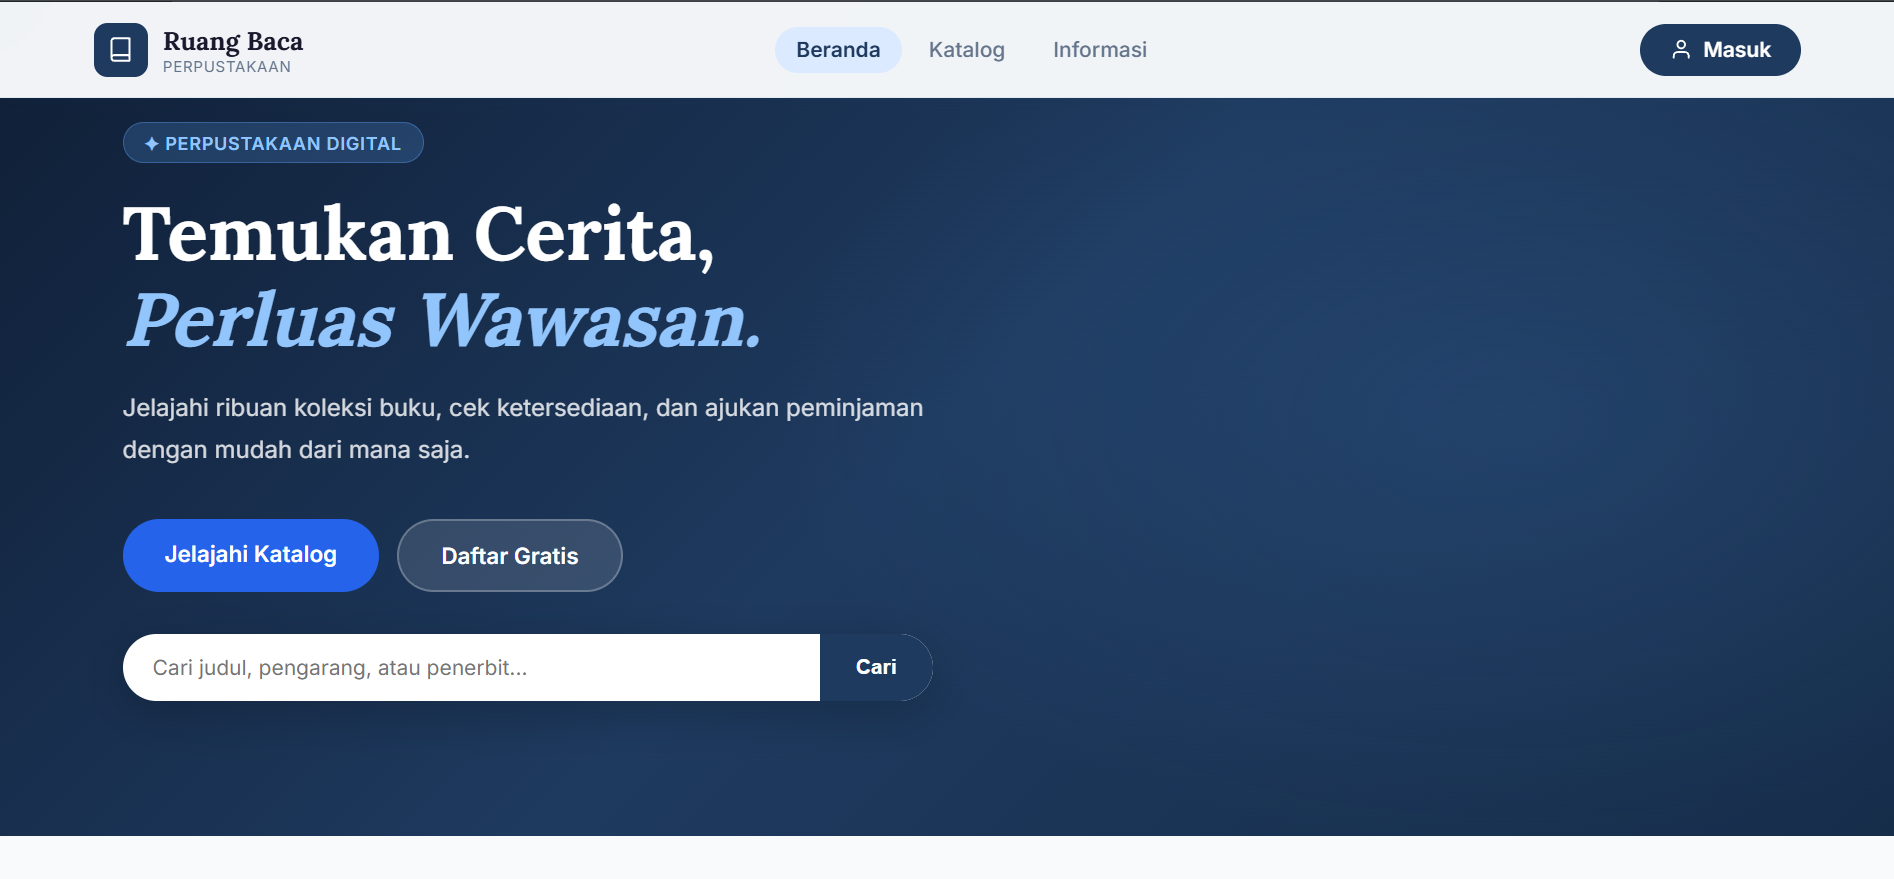 Ruang Baca
PERPUSTAKAAN
Beranda
Katalog
Informasi
Masuk
✦ PERPUSTAKAAN DIGITAL
Temukan Cerita,
Perluas Wawasan.
Jelajahi ribuan koleksi buku, cek ketersediaan, dan ajukan peminjaman
dengan mudah dari mana saja.
Jelajahi Katalog
Daftar Gratis
Cari judul, pengarang, atau penerbit...
Cari